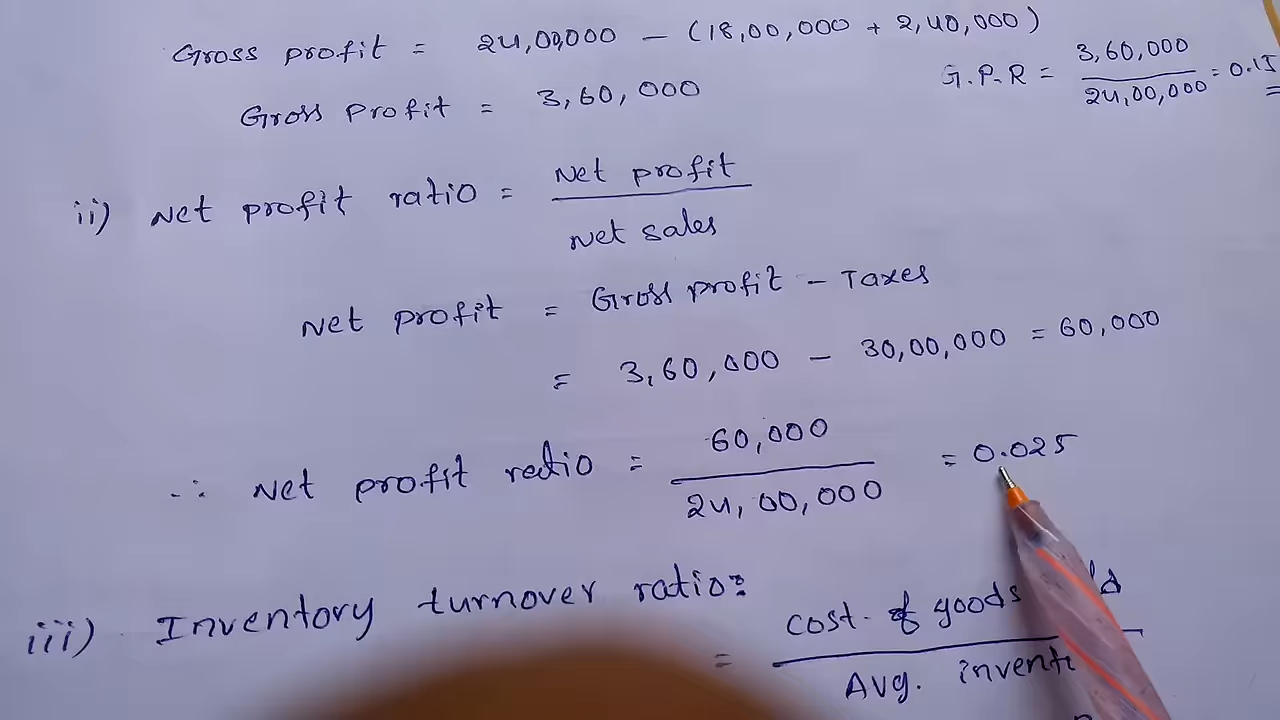 Gross profit = 24,00,000 - (18,00,000 + 2,40,000)
Gross Profit = 3,60,000
G.P.R = 3,60,000 / 24,00,000 = 0.15
ii) Net profit ratio = Net profit / Net sales
Net profit = Gross profit - Taxes
= 3,60,000 - 30,00,000 = 60,000
∴ Net profit ratio = 60,000 / 24,00,000 = 0.025
iii) Inventory turnover ratio:
= Cost of goods / Avg.